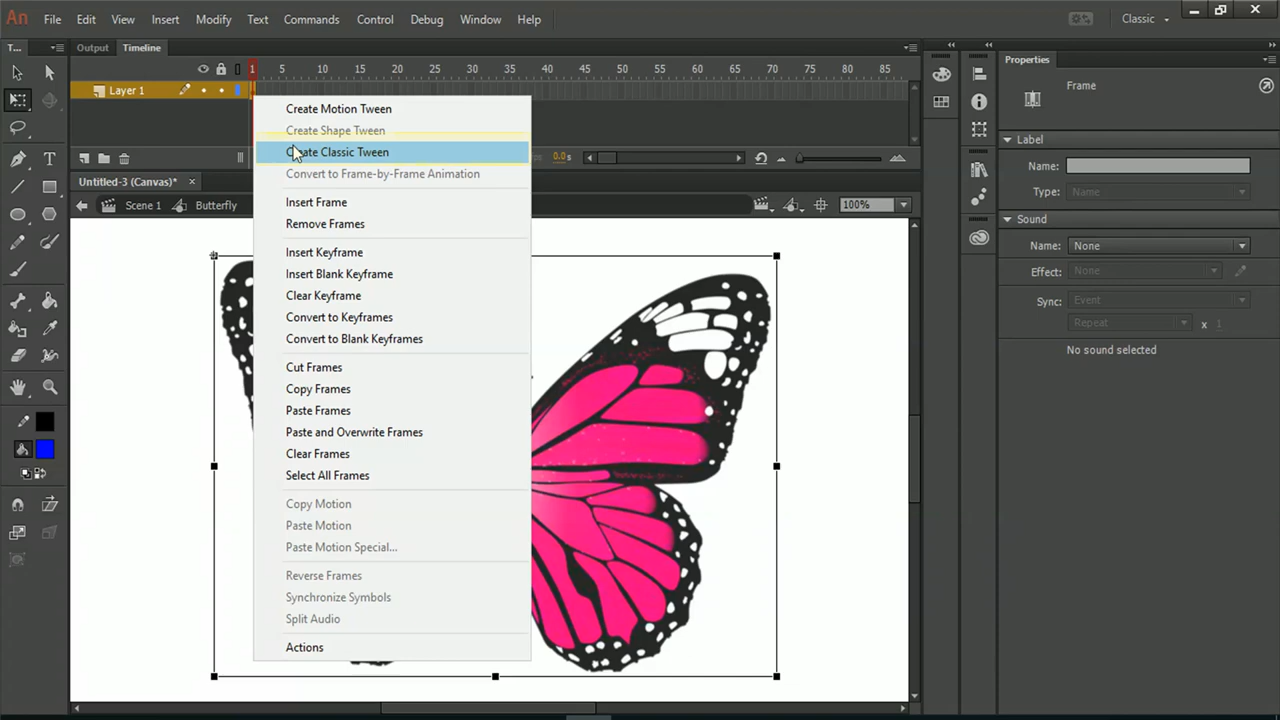 An File Edit View Insert Modify Text Commands Control Debug Window Help Classic
T... Output Timeline
1 5 10 15 20 25 30 35 40 45 50 55 60 65 70 75 80 85
Layer 1
0.0s
Untitled-3 (Canvas)*
Scene 1 Butterfly 100%
Create Motion Tween
Create Shape Tween
Create Classic Tween
Convert to Frame-by-Frame Animation
Insert Frame
Remove Frames
Insert Keyframe
Insert Blank Keyframe
Clear Keyframe
Convert to Keyframes
Convert to Blank Keyframes
Cut Frames
Copy Frames
Paste Frames
Paste and Overwrite Frames
Clear Frames
Select All Frames
Copy Motion
Paste Motion
Paste Motion Special...
Reverse Frames
Synchronize Symbols
Split Audio
Actions
Properties
Frame
Label
Name:
Type: Name
Sound
Name: None
Effect: None
Sync: Event
Repeat x 1
No sound selected